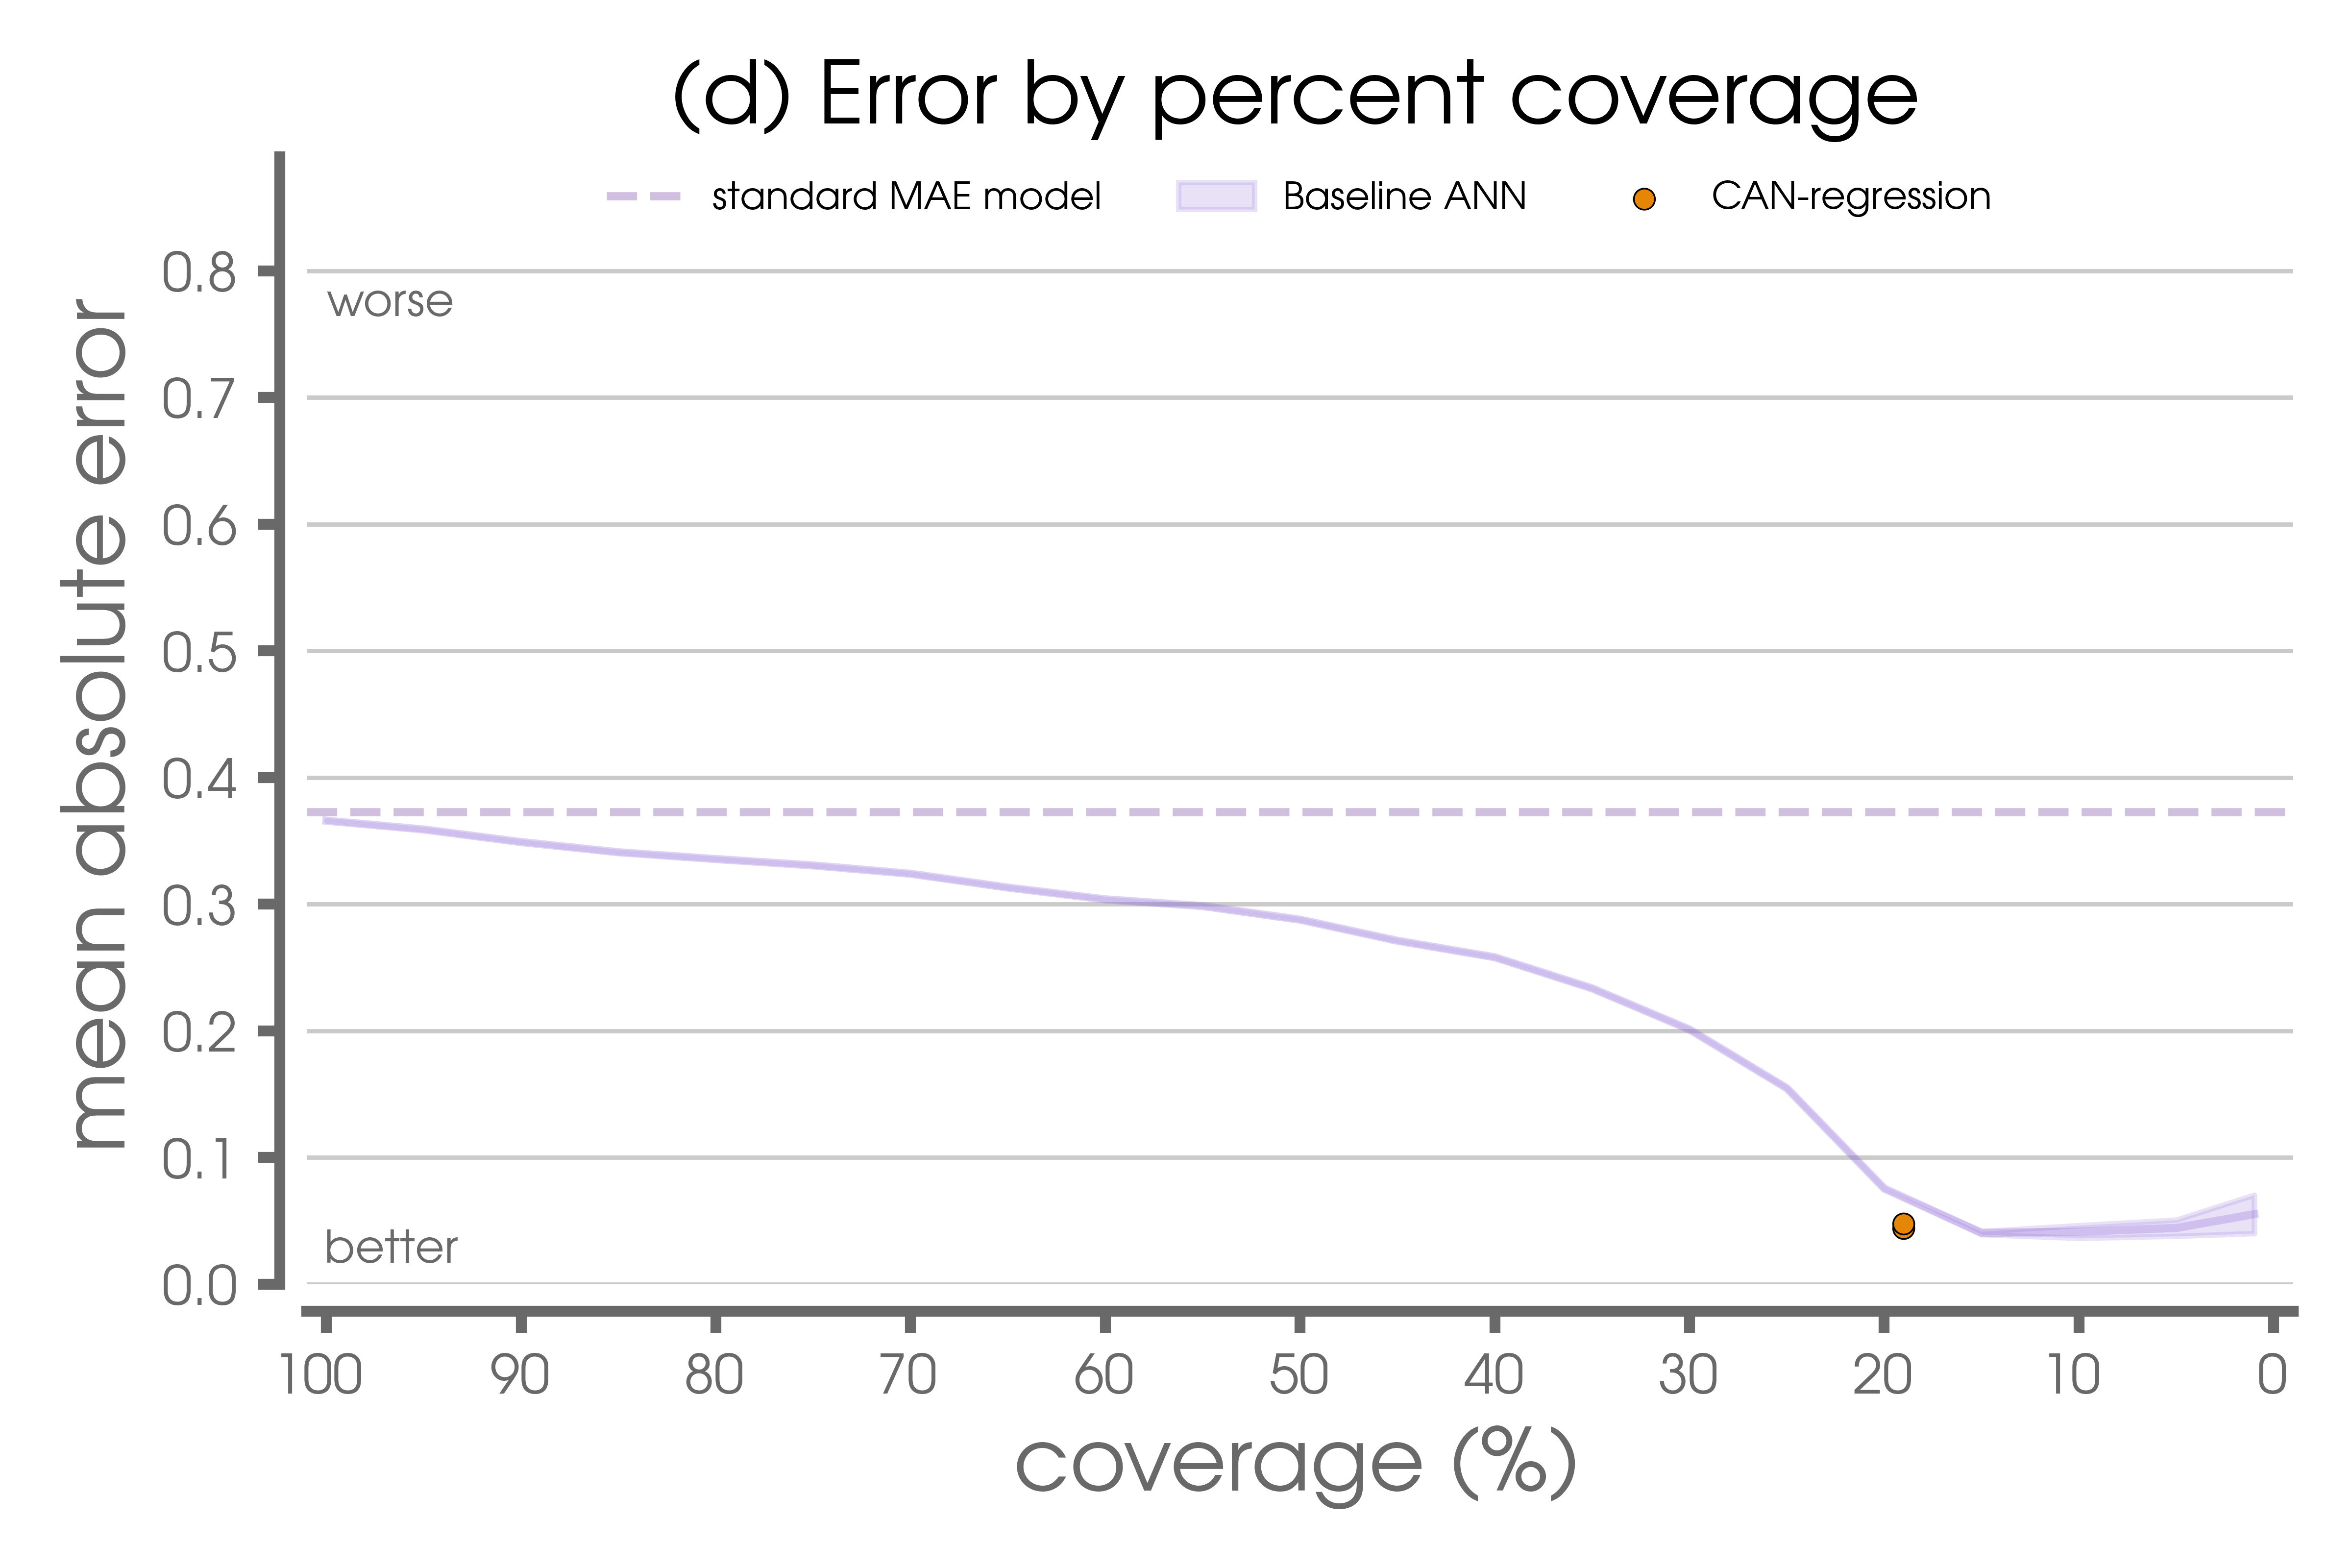 (d) Error by percent coverage
standard MAE model
Baseline ANN
CAN-regression
mean absolute error
0.8
0.7
0.6
0.5
0.4
0.3
0.2
0.1
0.0
worse
better
100 90 80 70 60 50 40 30 20 10 0
coverage (%)